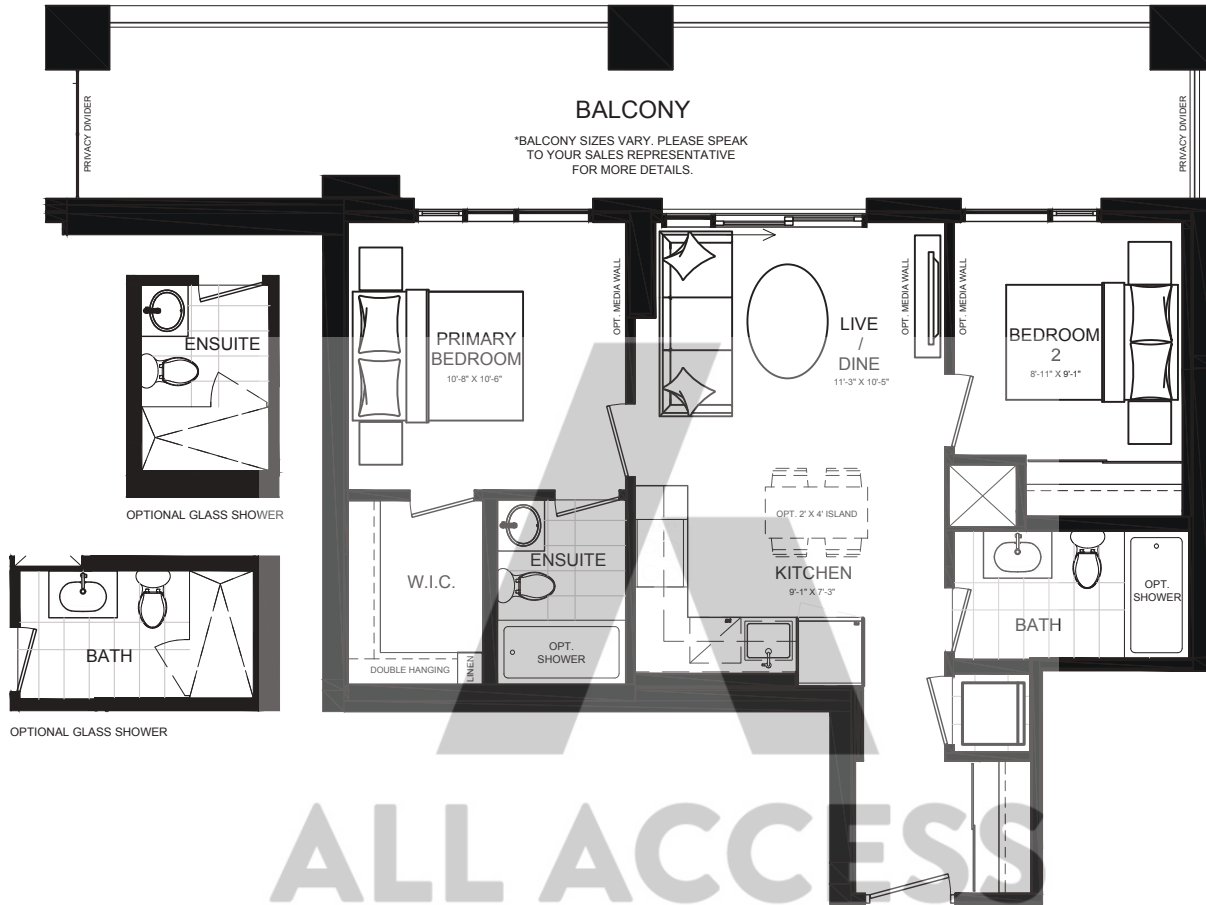 BALCONY
*BALCONY SIZES VARY. PLEASE SPEAK
TO YOUR SALES REPRESENTATIVE
FOR MORE DETAILS.
PRIVACY DIVIDER
PRIVACY DIVIDER
ENSUITE
OPTIONAL GLASS SHOWER
BATH
OPTIONAL GLASS SHOWER
PRIMARY
BEDROOM
10'-8" X 10'-6"
OPT. MEDIA WALL
LIVE
/
DINE
11'-3" X 10'-5"
OPT. MEDIA WALL
OPT. MEDIA WALL
BEDROOM
2
8'-11" X 9'-1"
W.I.C.
DOUBLE HANGING
LINEN
ENSUITE
OPT.
SHOWER
OPT. 2' X 4' ISLAND
KITCHEN
9'-1" X 7'-3"
BATH
OPT.
SHOWER
ALL ACCESS